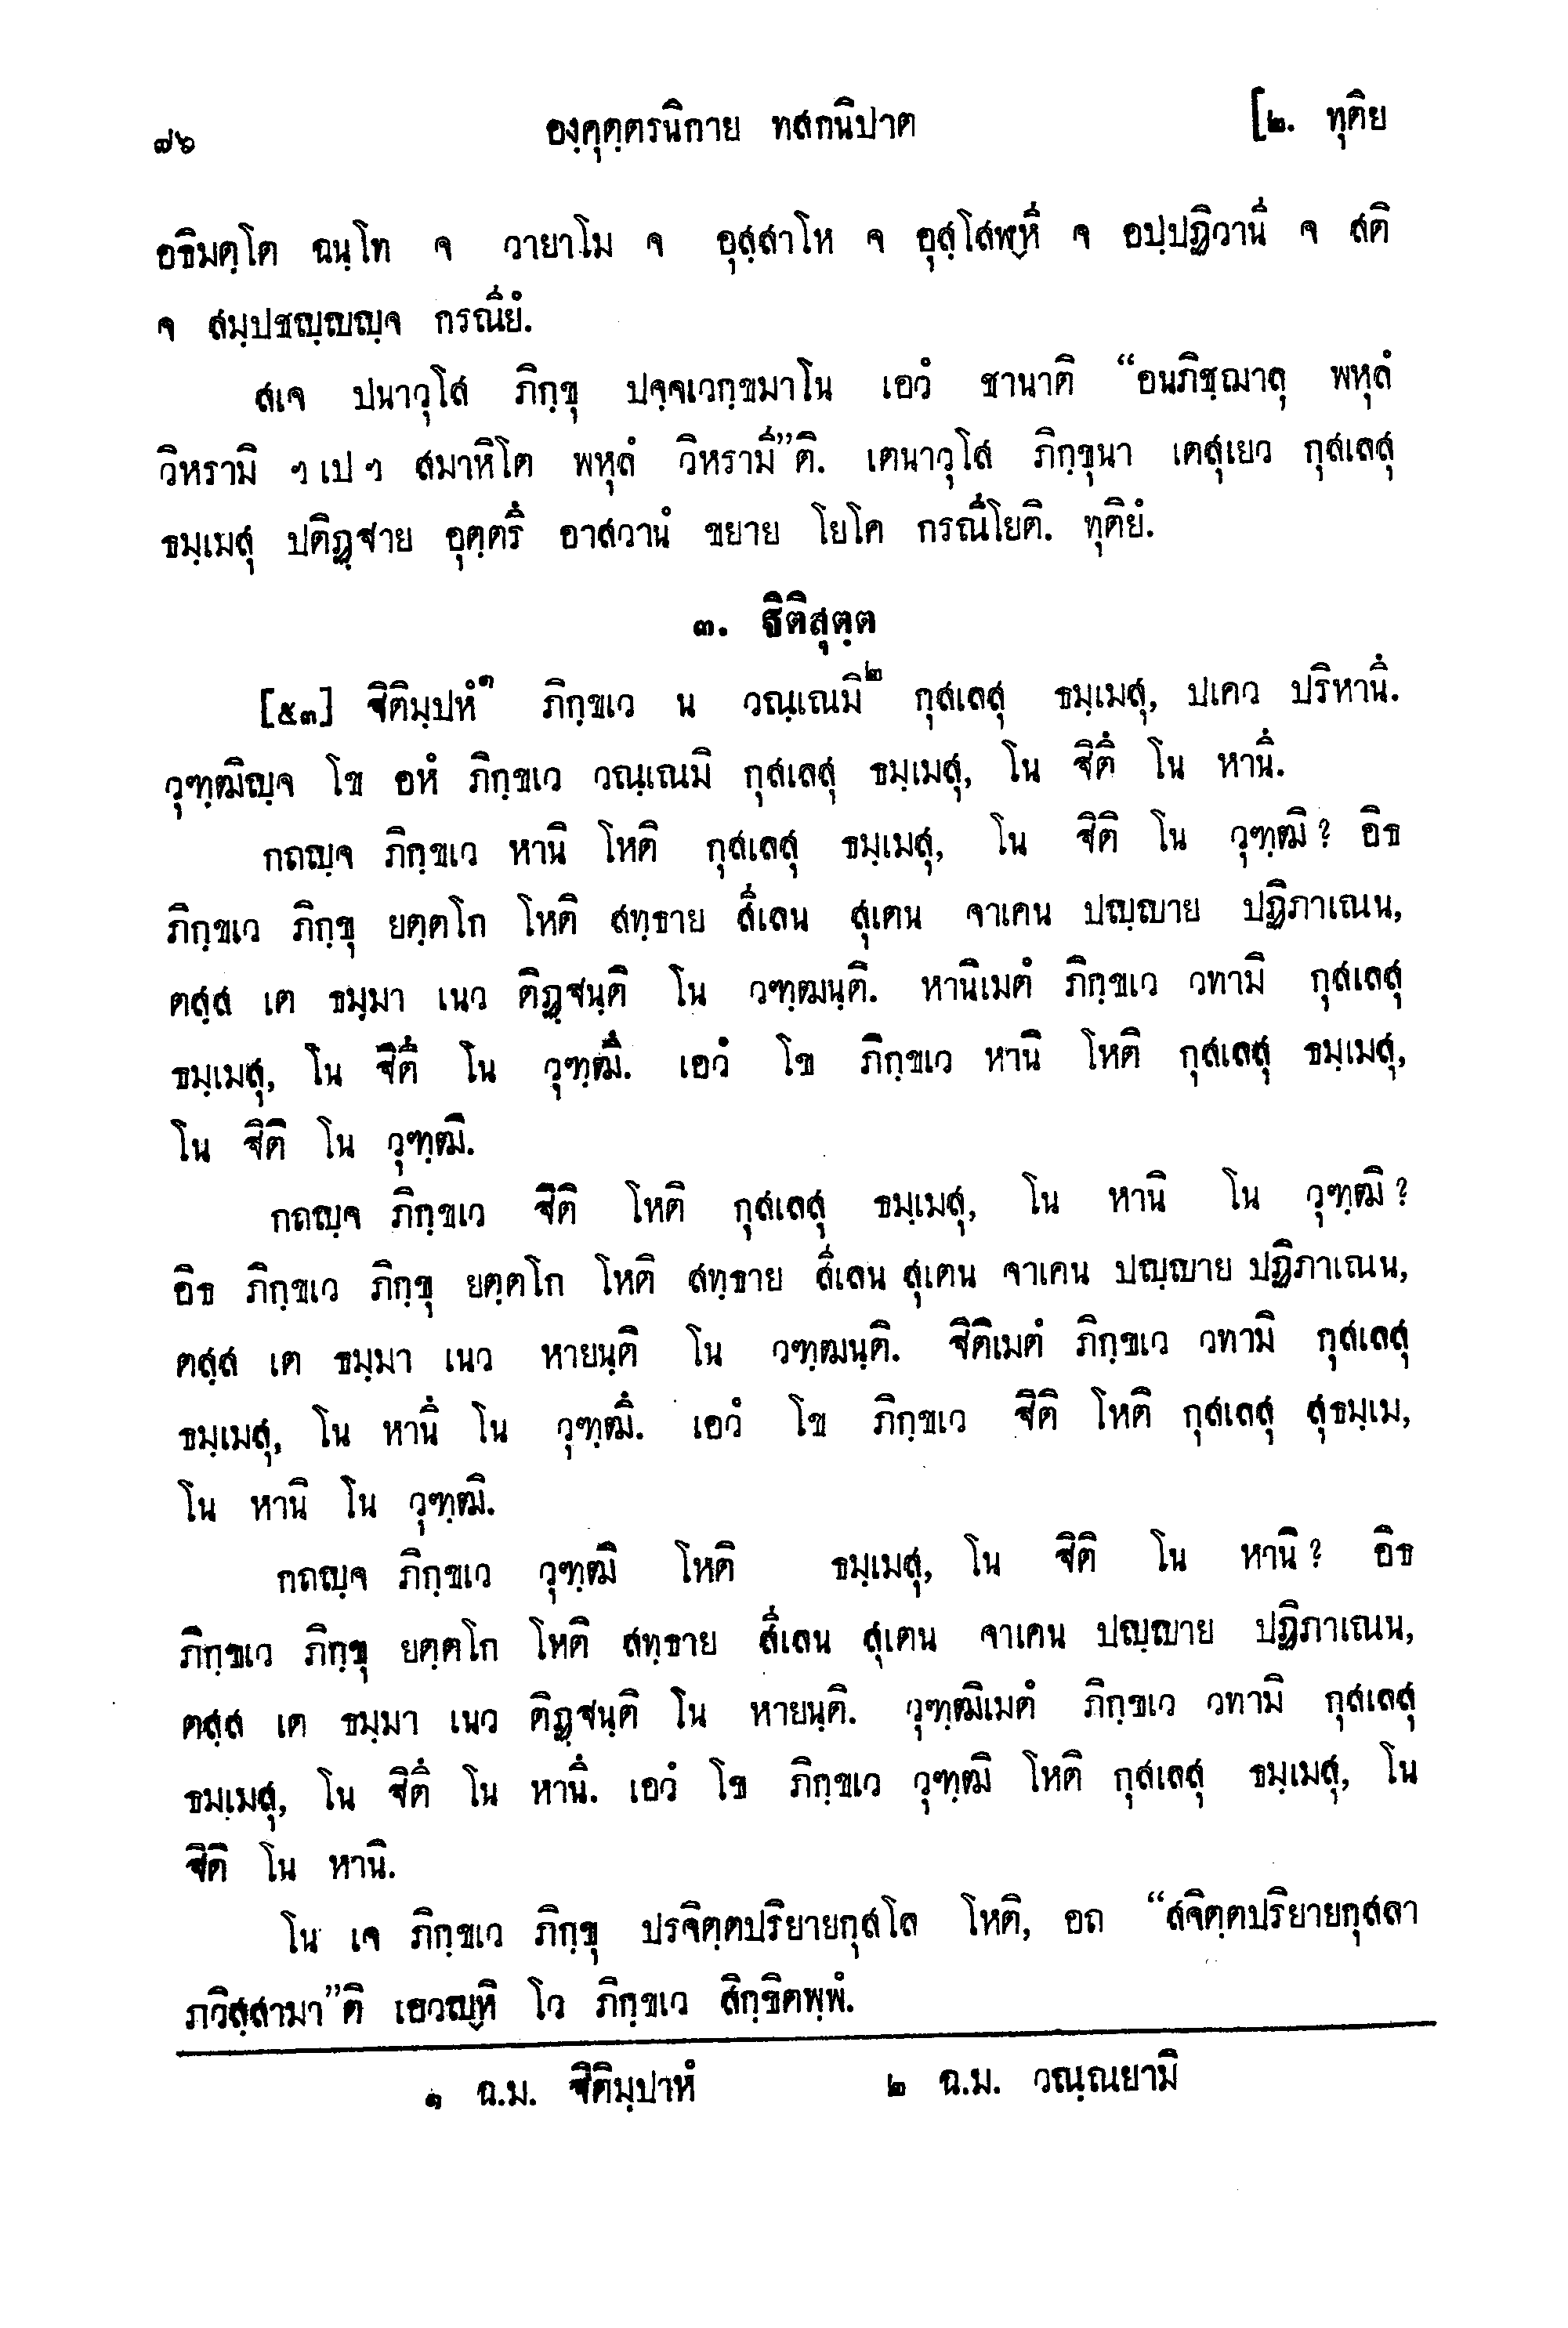 ๗๖ องฺคุตฺตรนิกาย ทสกนิปาต [๒. ทุติย
อธิมตฺโต ฉนฺโท จ วายาโม จ อุสฺสาโห จ อุสฺโสฬฺหี จ อปฺปฏิวานี จ สติ
จ สมฺปชญฺญญฺจ กรณียํ.
สเจ ปนาวุโส ภิกฺขุ ปจฺจเวกฺขมาโน เอวํ ชานาติ “อนภิชฺฌาลุ พหุลํ
วิหรามิ ฯ เป ฯ สมาหิโต พหุลํ วิหรามี”ติ. เตนาวุโส ภิกฺขุนา เตสุเยว กุสเลสุ
ธมฺเมสุ ปติฏฺฐาย อุตฺตรึ อาสวานํ ขยาย โยโค กรณีโยติ. ทุติยํ.
๓. ฐิติสุตฺต
[๕๓] ฐิติมฺปหํ๑ ภิกฺขเว น วณฺเณมิ๒ กุสเลสุ ธมฺเมสุ, ปเคว ปริหานึ.
วุฑฺฒิญฺจ โข อหํ ภิกฺขเว วณฺเณมิ กุสเลสุ ธมฺเมสุ, โน ฐิตึ โน หานึ.
กถญฺจ ภิกฺขเว หานิ โหติ กุสเลสุ ธมฺเมสุ, โน ฐิติ โน วุฑฺฒิ? อิธ
ภิกฺขเว ภิกฺขุ ยตฺตโก โหติ สทฺธาย สีเลน สุเตน จาเคน ปญฺญาย ปฏิภาเณน,
ตสฺส เต ธมฺมา เนว ติฏฺฐนฺติ โน วฑฺฒนฺติ. หานิเมตํ ภิกฺขเว วทามิ กุสเลสุ
ธมฺเมสุ, โน ฐิตึ โน วุฑฺฒึ. เอวํ โข ภิกฺขเว หานิ โหติ กุสเลสุ ธมฺเมสุ,
โน ฐิติ โน วุฑฺฒิ.
กถญฺจ ภิกฺขเว ฐิติ โหติ กุสเลสุ ธมฺเมสุ, โน หานิ โน วุฑฺฒิ?
อิธ ภิกฺขเว ภิกฺขุ ยตฺตโก โหติ สทฺธาย สีเลน สุเตน จาเคน ปญฺญาย ปฏิภาเณน,
ตสฺส เต ธมฺมา เนว หายนฺติ โน วฑฺฒนฺติ. ฐิติเมตํ ภิกฺขเว วทามิ กุสเลสุ
ธมฺเมสุ, โน หานึ โน วุฑฺฒึ. เอวํ โข ภิกฺขเว ฐิติ โหติ กุสเลสุ สุธมฺเม,
โน หานิ โน วุฑฺฒิ.
กถญฺจ ภิกฺขเว วุฑฺฒิ โหติ ธมฺเมสุ, โน ฐิติ โน หานิ? อิธ
ภิกฺขเว ภิกฺขุ ยตฺตโก โหติ สทฺธาย สีเลน สุเตน จาเคน ปญฺญาย ปฏิภาเณน,
ตสฺส เต ธมฺมา เนว ติฏฺฐนฺติ โน หายนฺติ. วุฑฺฒิเมตํ ภิกฺขเว วทามิ กุสเลสุ
ธมฺเมสุ, โน ฐิตึ โน หานึ. เอวํ โข ภิกฺขเว วุฑฺฒิ โหติ กุสเลสุ ธมฺเมสุ, โน
ฐิติ โน หานิ.
โน เจ ภิกฺขเว ภิกฺขุ ปรจิตฺตปริยายกุสโล โหติ, อถ “สจิตฺตปริยายกุสลา
ภวิสฺสามา”ติ เอวญฺหิ โว ภิกฺขเว สิกฺขิตพฺพํ.
๑ ฉ.ม. ฐิติมฺปาหํ ๒ ฉ.ม. วณฺณยามิ